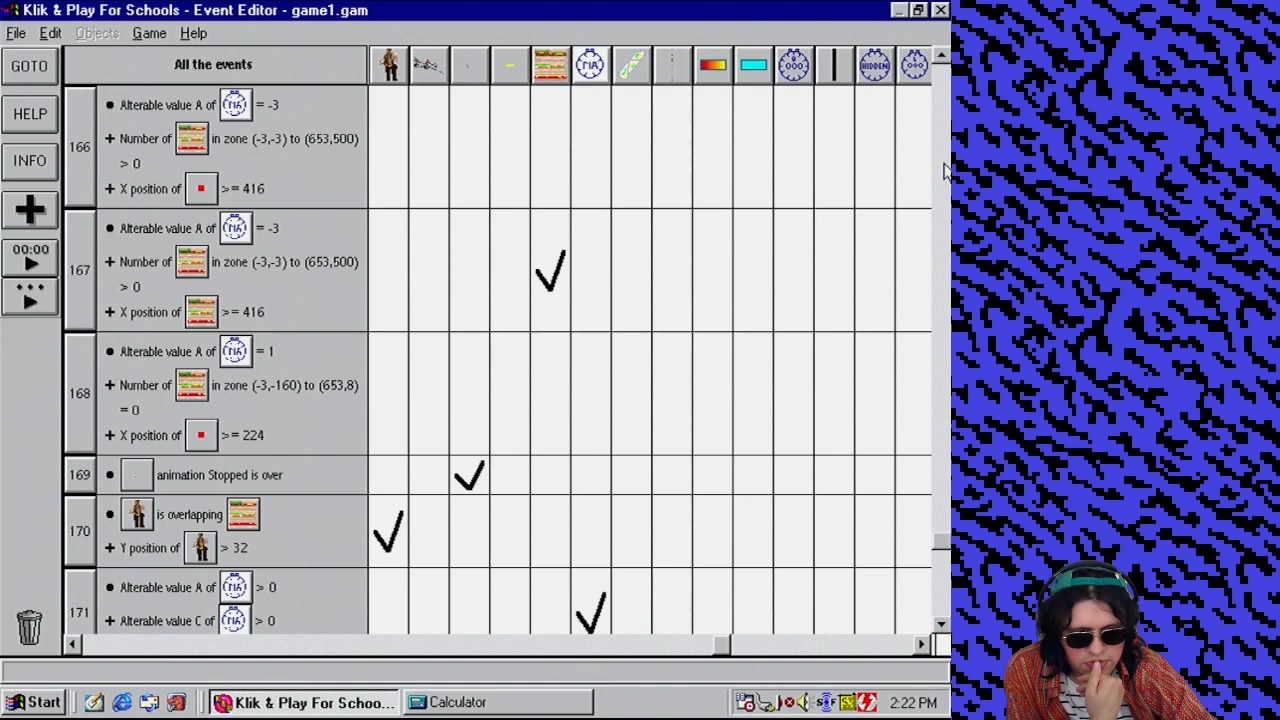 Klik & Play For Schools - Event Editor - game1.gam
File Edit Objects Game Help
GOTO
All the events
HELP
INFO
00:00
166
Alterable value A of = -3
+ Number of in zone (-3,-3) to (653,500)
> 0
+ X position of >= 416
167
Alterable value A of = -3
+ Number of in zone (-3,-3) to (653,500)
> 0
+ X position of >= 416
168
Alterable value A of = 1
+ Number of in zone (-3,-160) to (653,8)
= 0
+ X position of >= 224
169
animation Stopped is over
170
is overlapping
+ Y position of > 32
171
Alterable value A of > 0
+ Alterable value C of > 0
HIDDEN
Start
Klik & Play For Schoo...
Calculator
2:22 PM